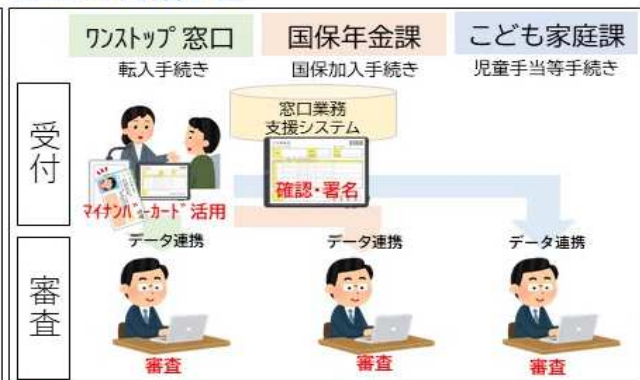 ワンストップ 窓口
転入手続き
国保年金課
国保加入手続き
こども家庭課
児童手当等手続き
受付
窓口業務
支援システム
確認・署名
マイナンバーカード 活用
データ連携
データ連携
データ連携
審査
審査
審査
審査